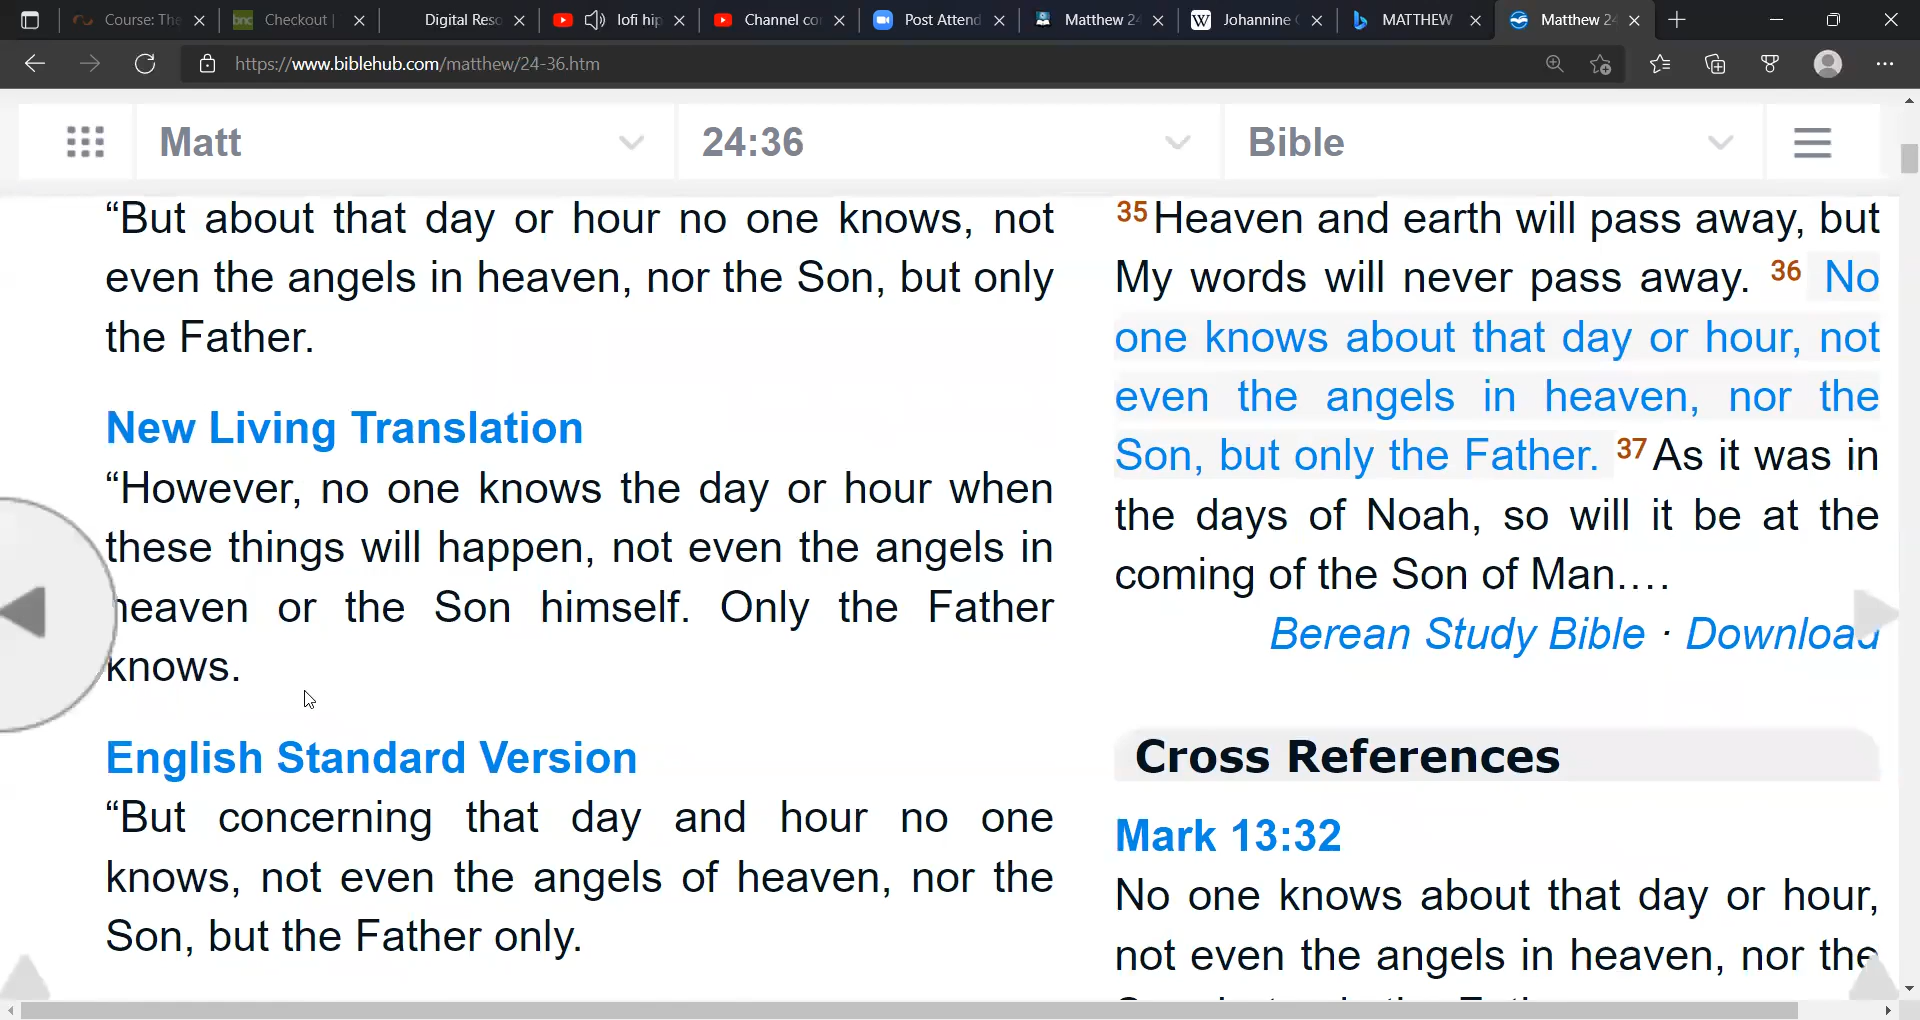 Course: The
Checkout |
Digital Reso
lofi hip
Channel co
Post Attend
Matthew 24
Johannine
MATTHEW
Matthew 24
https://www.biblehub.com/matthew/24-36.htm
Matt
24:36
Bible
“But about that day or hour no one knows, not
even the angels in heaven, nor the Son, but only
the Father.
New Living Translation
“However, no one knows the day or hour when
these things will happen, not even the angels in
heaven or the Son himself. Only the Father
knows.
English Standard Version
“But concerning that day and hour no one
knows, not even the angels of heaven, nor the
Son, but the Father only.
35 Heaven and earth will pass away, but
My words will never pass away. 36 No
one knows about that day or hour, not
even the angels in heaven, nor the
Son, but only the Father. 37 As it was in
the days of Noah, so will it be at the
coming of the Son of Man.…
Berean Study Bible · Download
Cross References
Mark 13:32
No one knows about that day or hour,
not even the angels in heaven, nor the